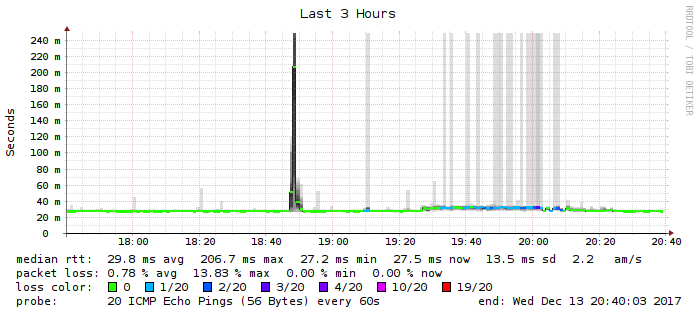 Last 3 Hours
RRDTOOL / TOBI OETIKER
Seconds
240 m
220 m
200 m
180 m
160 m
140 m
120 m
100 m
80 m
60 m
40 m
20 m
0
18:00 18:20 18:40 19:00 19:20 19:40 20:00 20:20 20:40
median rtt: 29.8 ms avg 206.7 ms max 27.2 ms min 27.5 ms now 13.5 ms sd 2.2 am/s
packet loss: 0.78 % avg 13.83 % max 0.00 % min 0.00 % now
loss color: 0 1/20 2/20 3/20 4/20 10/20 19/20
probe: 20 ICMP Echo Pings (56 Bytes) every 60s end: Wed Dec 13 20:40:03 2017